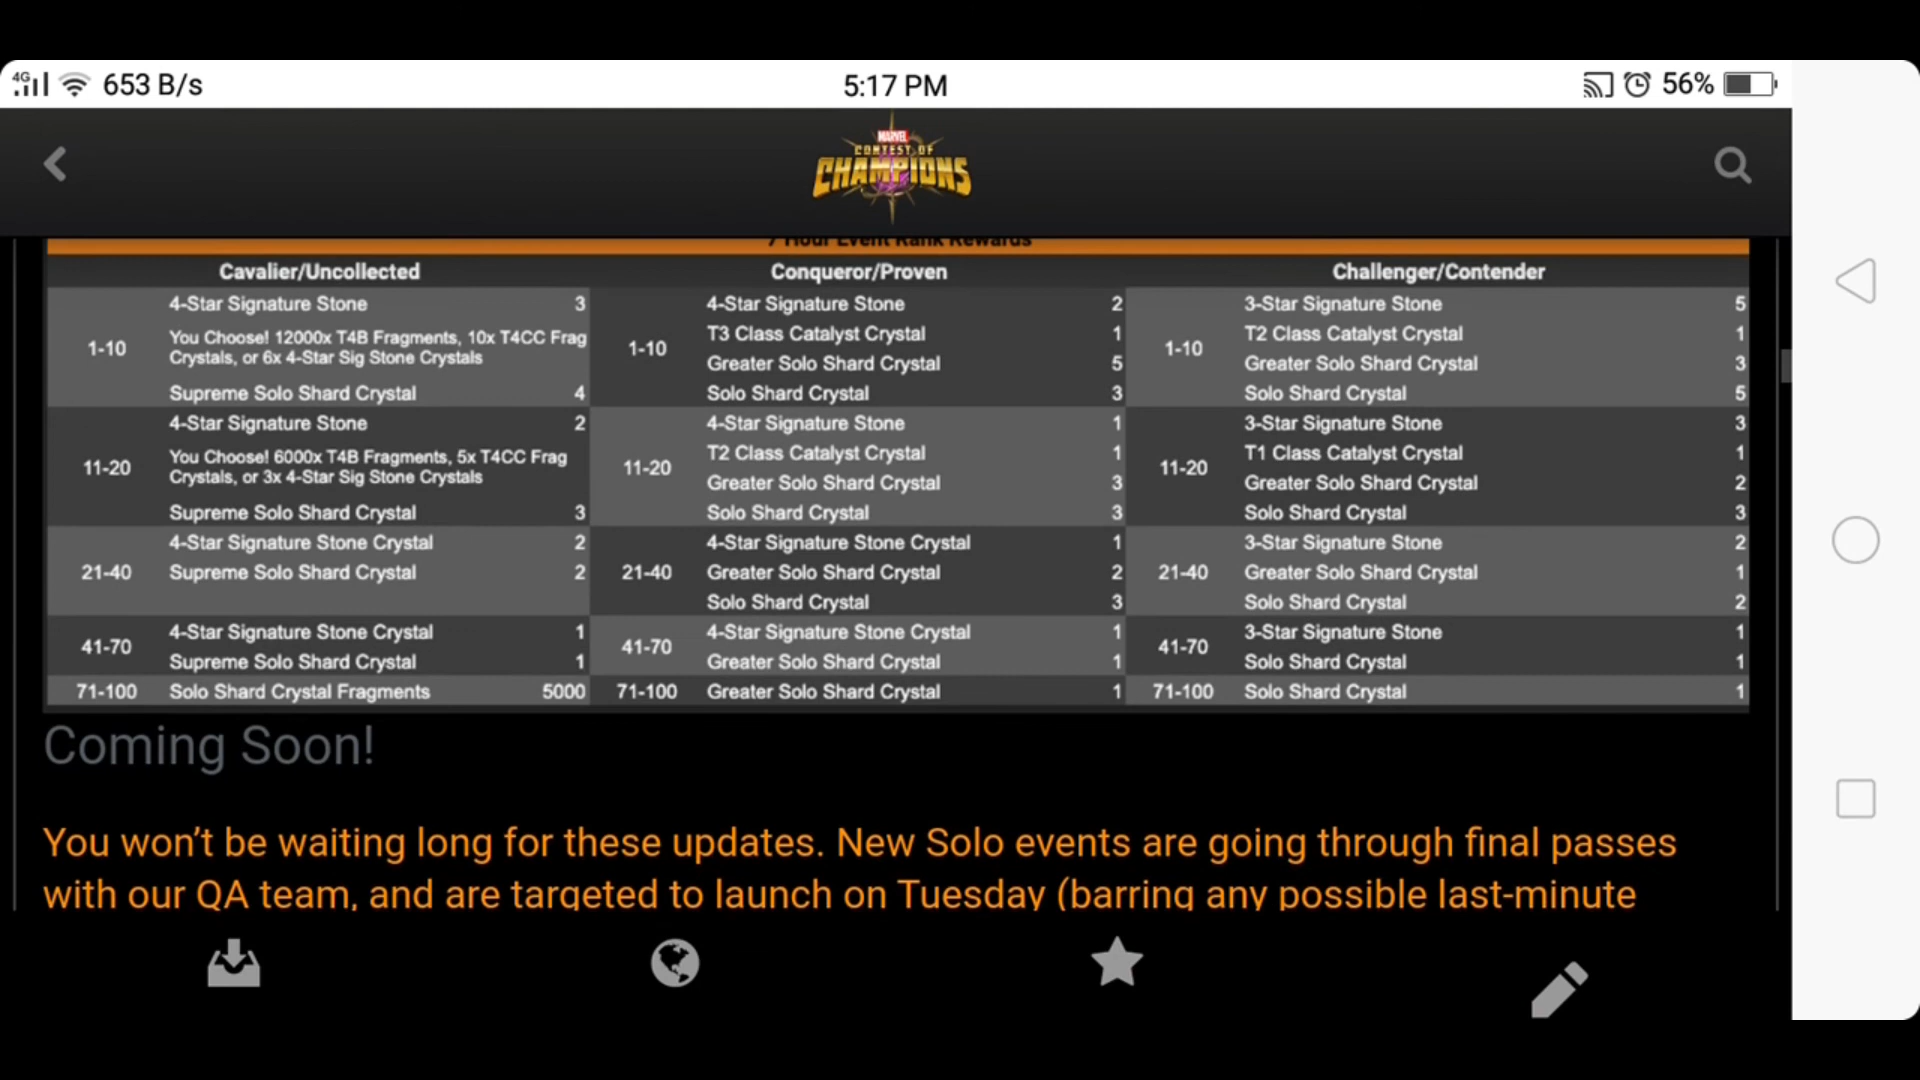 4G 653 B/s 5:17 PM 56%
MARVEL
CONTEST OF
CHAMPIONS
7 Hour Event Rank Rewards
Cavalier/Uncollected Conqueror/Proven Challenger/Contender
1-10
4-Star Signature Stone 3
You Choose! 12000x T4B Fragments, 10x T4CC Frag
Crystals, or 6x 4-Star Sig Stone Crystals
Supreme Solo Shard Crystal 4
1-10
4-Star Signature Stone 2
T3 Class Catalyst Crystal 1
Greater Solo Shard Crystal 5
Solo Shard Crystal 3
1-10
3-Star Signature Stone 5
T2 Class Catalyst Crystal 1
Greater Solo Shard Crystal 3
Solo Shard Crystal 5
11-20
4-Star Signature Stone 2
You Choose! 6000x T4B Fragments, 5x T4CC Frag
Crystals, or 3x 4-Star Sig Stone Crystals
Supreme Solo Shard Crystal 3
11-20
4-Star Signature Stone 1
T2 Class Catalyst Crystal 1
Greater Solo Shard Crystal 3
Solo Shard Crystal 3
11-20
3-Star Signature Stone 3
T1 Class Catalyst Crystal 1
Greater Solo Shard Crystal 2
Solo Shard Crystal 3
21-40
4-Star Signature Stone Crystal 2
Supreme Solo Shard Crystal 2
21-40
4-Star Signature Stone Crystal 1
Greater Solo Shard Crystal 2
Solo Shard Crystal 3
21-40
3-Star Signature Stone 2
Greater Solo Shard Crystal 1
Solo Shard Crystal 2
41-70
4-Star Signature Stone Crystal 1
Supreme Solo Shard Crystal 1
41-70
4-Star Signature Stone Crystal 1
Greater Solo Shard Crystal 1
41-70
3-Star Signature Stone 1
Solo Shard Crystal 1
71-100 Solo Shard Crystal Fragments 5000
71-100 Greater Solo Shard Crystal 1
71-100 Solo Shard Crystal 1
Coming Soon!
You won't be waiting long for these updates. New Solo events are going through final passes
with our QA team, and are targeted to launch on Tuesday (barring any possible last-minute